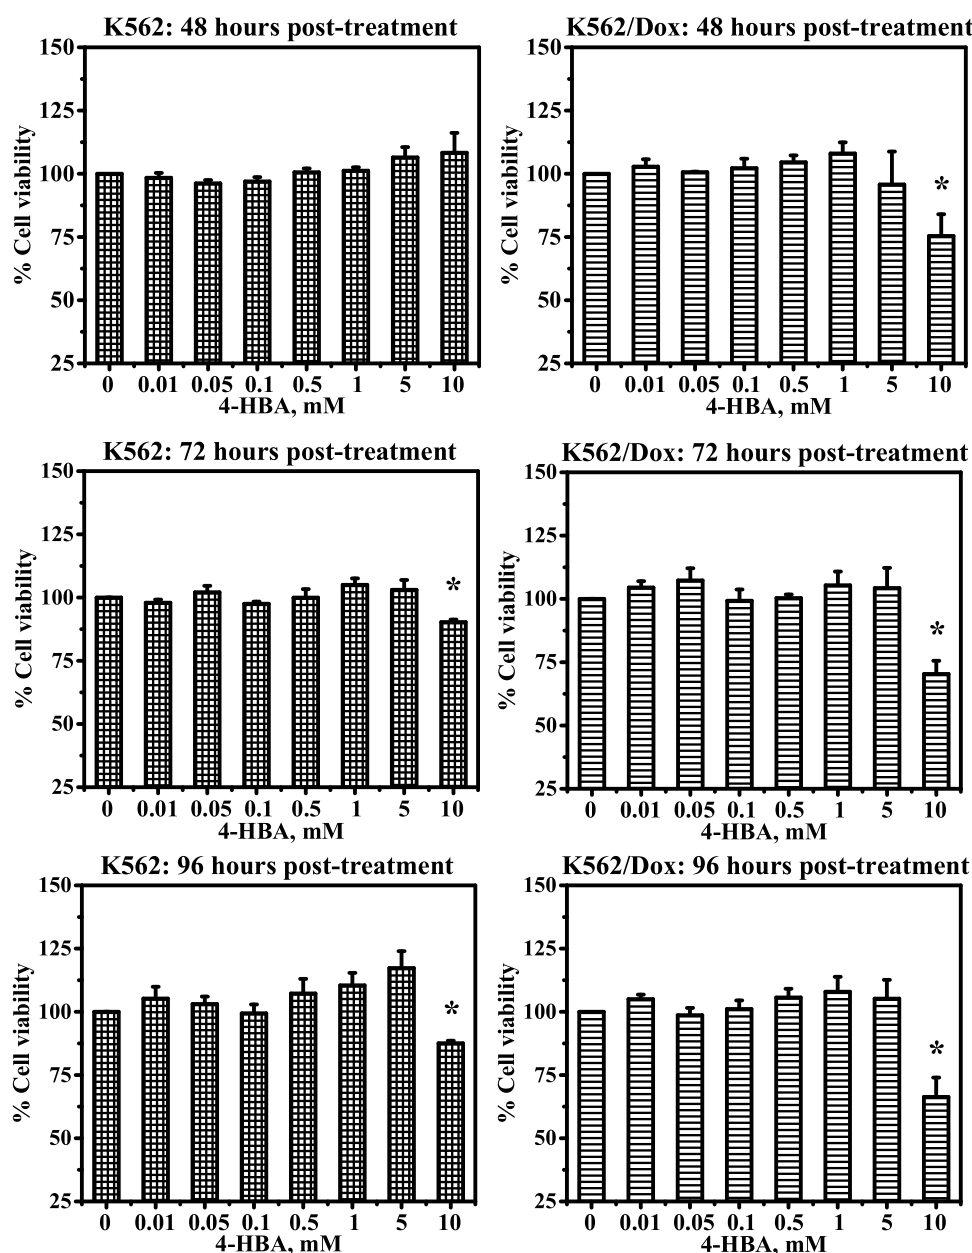 K562: 48 hours post-treatment
150
125
100
75
50
25
% Cell viability
*
0 0.01 0.05 0.1 0.5 1 5 10
4-HBA, mM
K562/Dox: 48 hours post-treatment
150
125
100
75
50
25
% Cell viability
*
0 0.01 0.05 0.1 0.5 1 5 10
4-HBA, mM
K562: 72 hours post-treatment
150
125
100
75
50
25
% Cell viability
*
0 0.01 0.05 0.1 0.5 1 5 10
4-HBA, mM
K562/Dox: 72 hours post-treatment
150
125
100
75
50
25
% Cell viability
*
0 0.01 0.05 0.1 0.5 1 5 10
4-HBA, mM
K562: 96 hours post-treatment
150
125
100
75
50
25
% Cell viability
*
0 0.01 0.05 0.1 0.5 1 5 10
4-HBA, mM
K562/Dox: 96 hours post-treatment
150
125
100
75
50
25
% Cell viability
*
0 0.01 0.05 0.1 0.5 1 5 10
4-HBA, mM